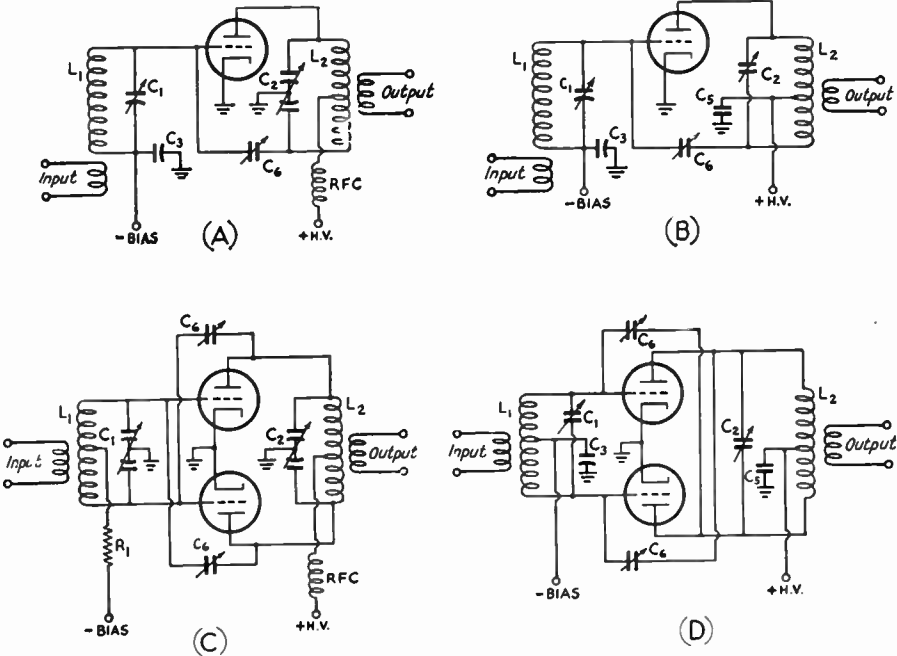 L1
C1
C2
L2
Output
C3
C6
Input
RFC
-BIAS
+H.V.
(A)
L1
C1
C2
L2
C5
Output
C3
C6
Input
-BIAS
+H.V.
(B)
C6
L1
C1
C2
L2
Input
Output
R1
C6
RFC
-BIAS
+H.V.
(C)
C6
L1
C1
C2
L2
Input
C3
C5
Output
C6
-BIAS
+H.V.
(D)